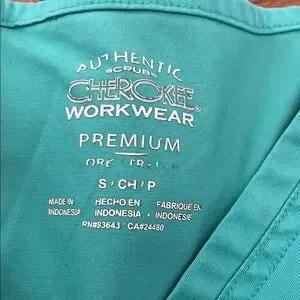 AUTHENTIC
SCRUBS
CHEROKEE®
WORKWEAR
PREMIUM
S / CH / P
MADE IN HECHO EN FABRIQUÉ EN
INDONESIA INDONESIA · INDONESIE
RN#93643 CA#24480